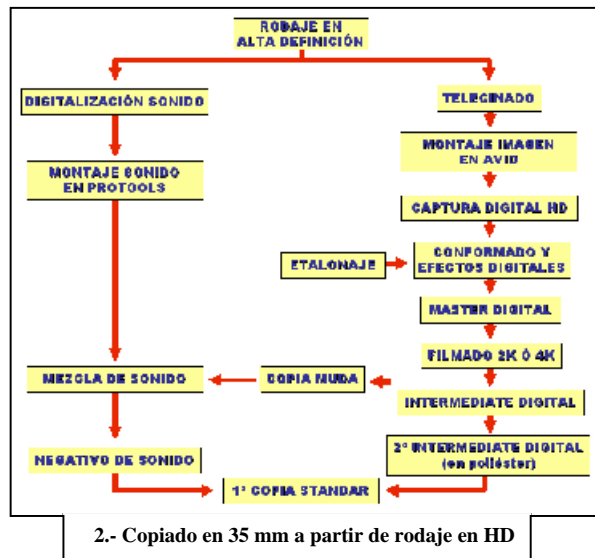 RODAJE EN
ALTA DEFINICIÓN
DIGITALIZACIÓN SONIDO
TELECINADO
MONTAJE SONIDO
EN PROTOOLS
MONTAJE IMAGEN
EN AVID
CAPTURA DIGITAL HD
ETALONAJE
CONFORMADO Y
EFECTOS DIGITALES
MASTER DIGITAL
FILMADO 2K Ó 4K
MEZCLA DE SONIDO
COPIA MUDA
INTERMEDIATE DIGITAL
NEGATIVO DE SONIDO
2º INTERMEDIATE DIGITAL
(en poliéster)
1ª COPIA STANDAR
2.- Copiado en 35 mm a partir de rodaje en HD